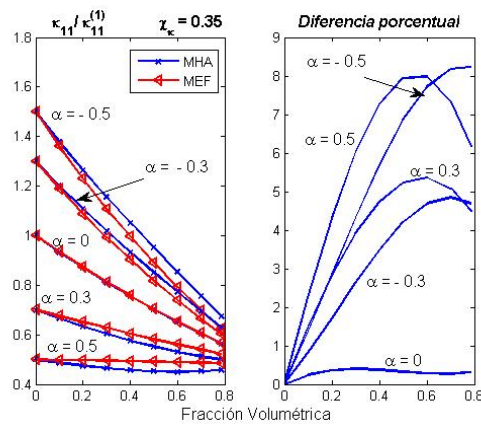 κ₁₁/κ₁₁⁽¹⁾ χκ = 0.35
1.8
1.6
1.4
1.2
1.0
0.8
0.6
0.4
0 0.2 0.4 0.6 0.8
MHA
MEF
α = - 0.5
α = - 0.3
α = 0
α = 0.3
α = 0.5
Diferencia porcentual
9
8
7
6
5
4
3
2
1
0
0 0.2 0.4 0.6 0.8
α = - 0.5
α = 0.5
α = 0.3
α = - 0.3
α = 0
Fracción Volumétrica